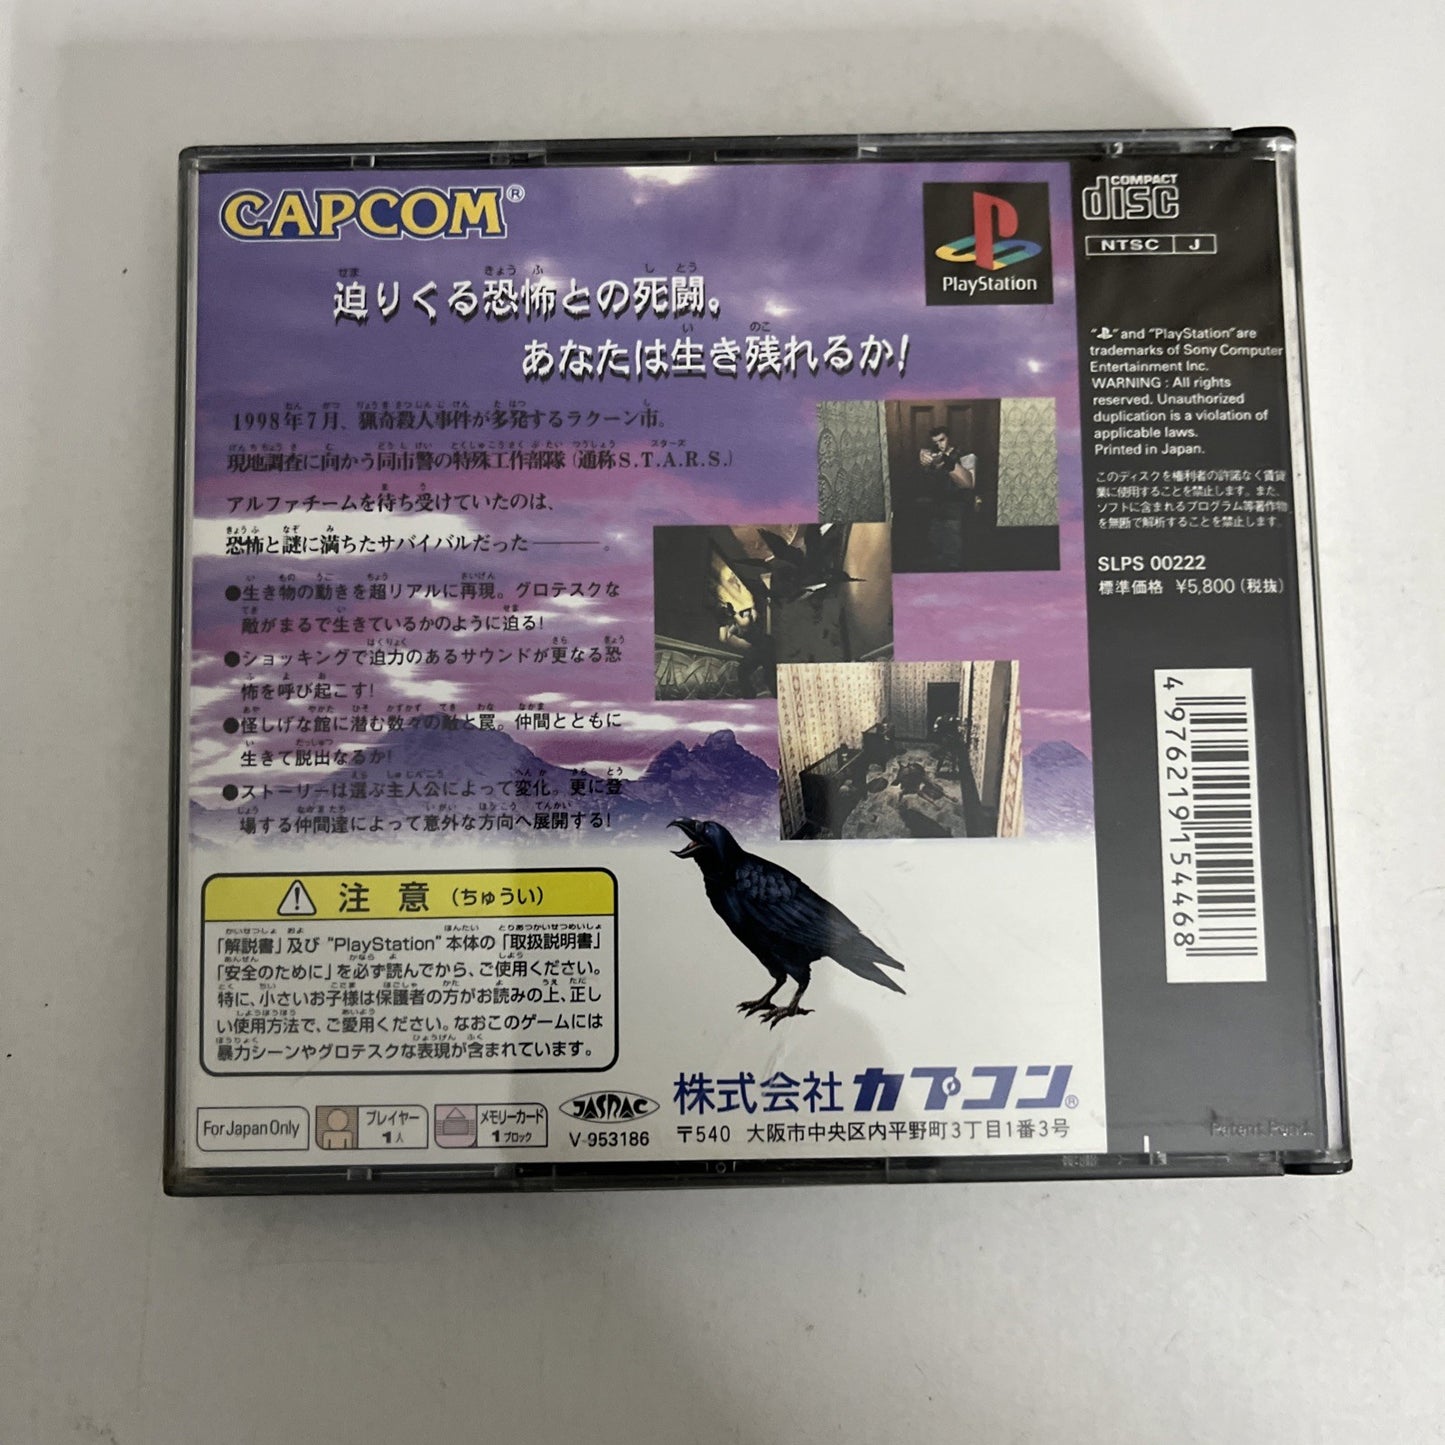 CAPCOM®
迫りくる恐怖との死闘。
あなたは生き残れるか!
1998年7月、猟奇殺人事件が多発するラクーン市。
現地調査に向かう同市警の特殊工作部隊(通称S.T.A.R.S.)
アルファチームを待ち受けていたのは、
恐怖と謎に満ちたサバイバルだった———。
●生き物の動きを超リアルに再現。グロテスクな
敵がまるで生きているかのように迫る!
●ショッキングで迫力のあるサウンドが更なる恐
怖を呼び起こす!
●怪しげな館に潜む数々の敵と罠。仲間とともに
生きて脱出なるか!
●ストーリーは選ぶ主人公によって変化。更に登
場する仲間達によって意外な方向へ展開する!
注意(ちゅうい)
「解説書」及び "PlayStation" 本体の「取扱説明書」
「安全のために」を必ず読んでから、ご使用ください。
特に、小さいお子様は保護者の方がお読みの上、正し
い使用方法で、ご愛用ください。なおこのゲームには
暴力シーンやグロテスクな表現が含まれています。
For Japan Only
プレイヤー
1人
メモリーカード
1ブロック
JASRAC
V-953186
株式会社カプコン®
〒540 大阪市中央区内平野町3丁目1番3号
PlayStation
COMPACT
disc
NTSC J
"PS" and "PlayStation" are
trademarks of Sony Computer
Entertainment Inc.
WARNING : All rights
reserved. Unauthorized
duplication is a violation of
applicable laws.
Printed in Japan.
このディスクを権利者の許諾なく賃貸
業に使用することを禁止します。また、
ソフトに含まれるプログラム等著作物
を無断で解析することを禁止します。
SLPS 00222
標準価格 ¥5,800(税抜)
4976219154468
Patent Pend.